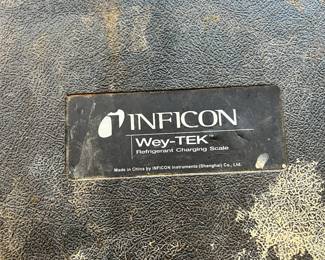 INFICON
Wey-TEK
Refrigerant Charging Scale
Made in China by INFICON Instruments (Shanghai) Co., Ltd.